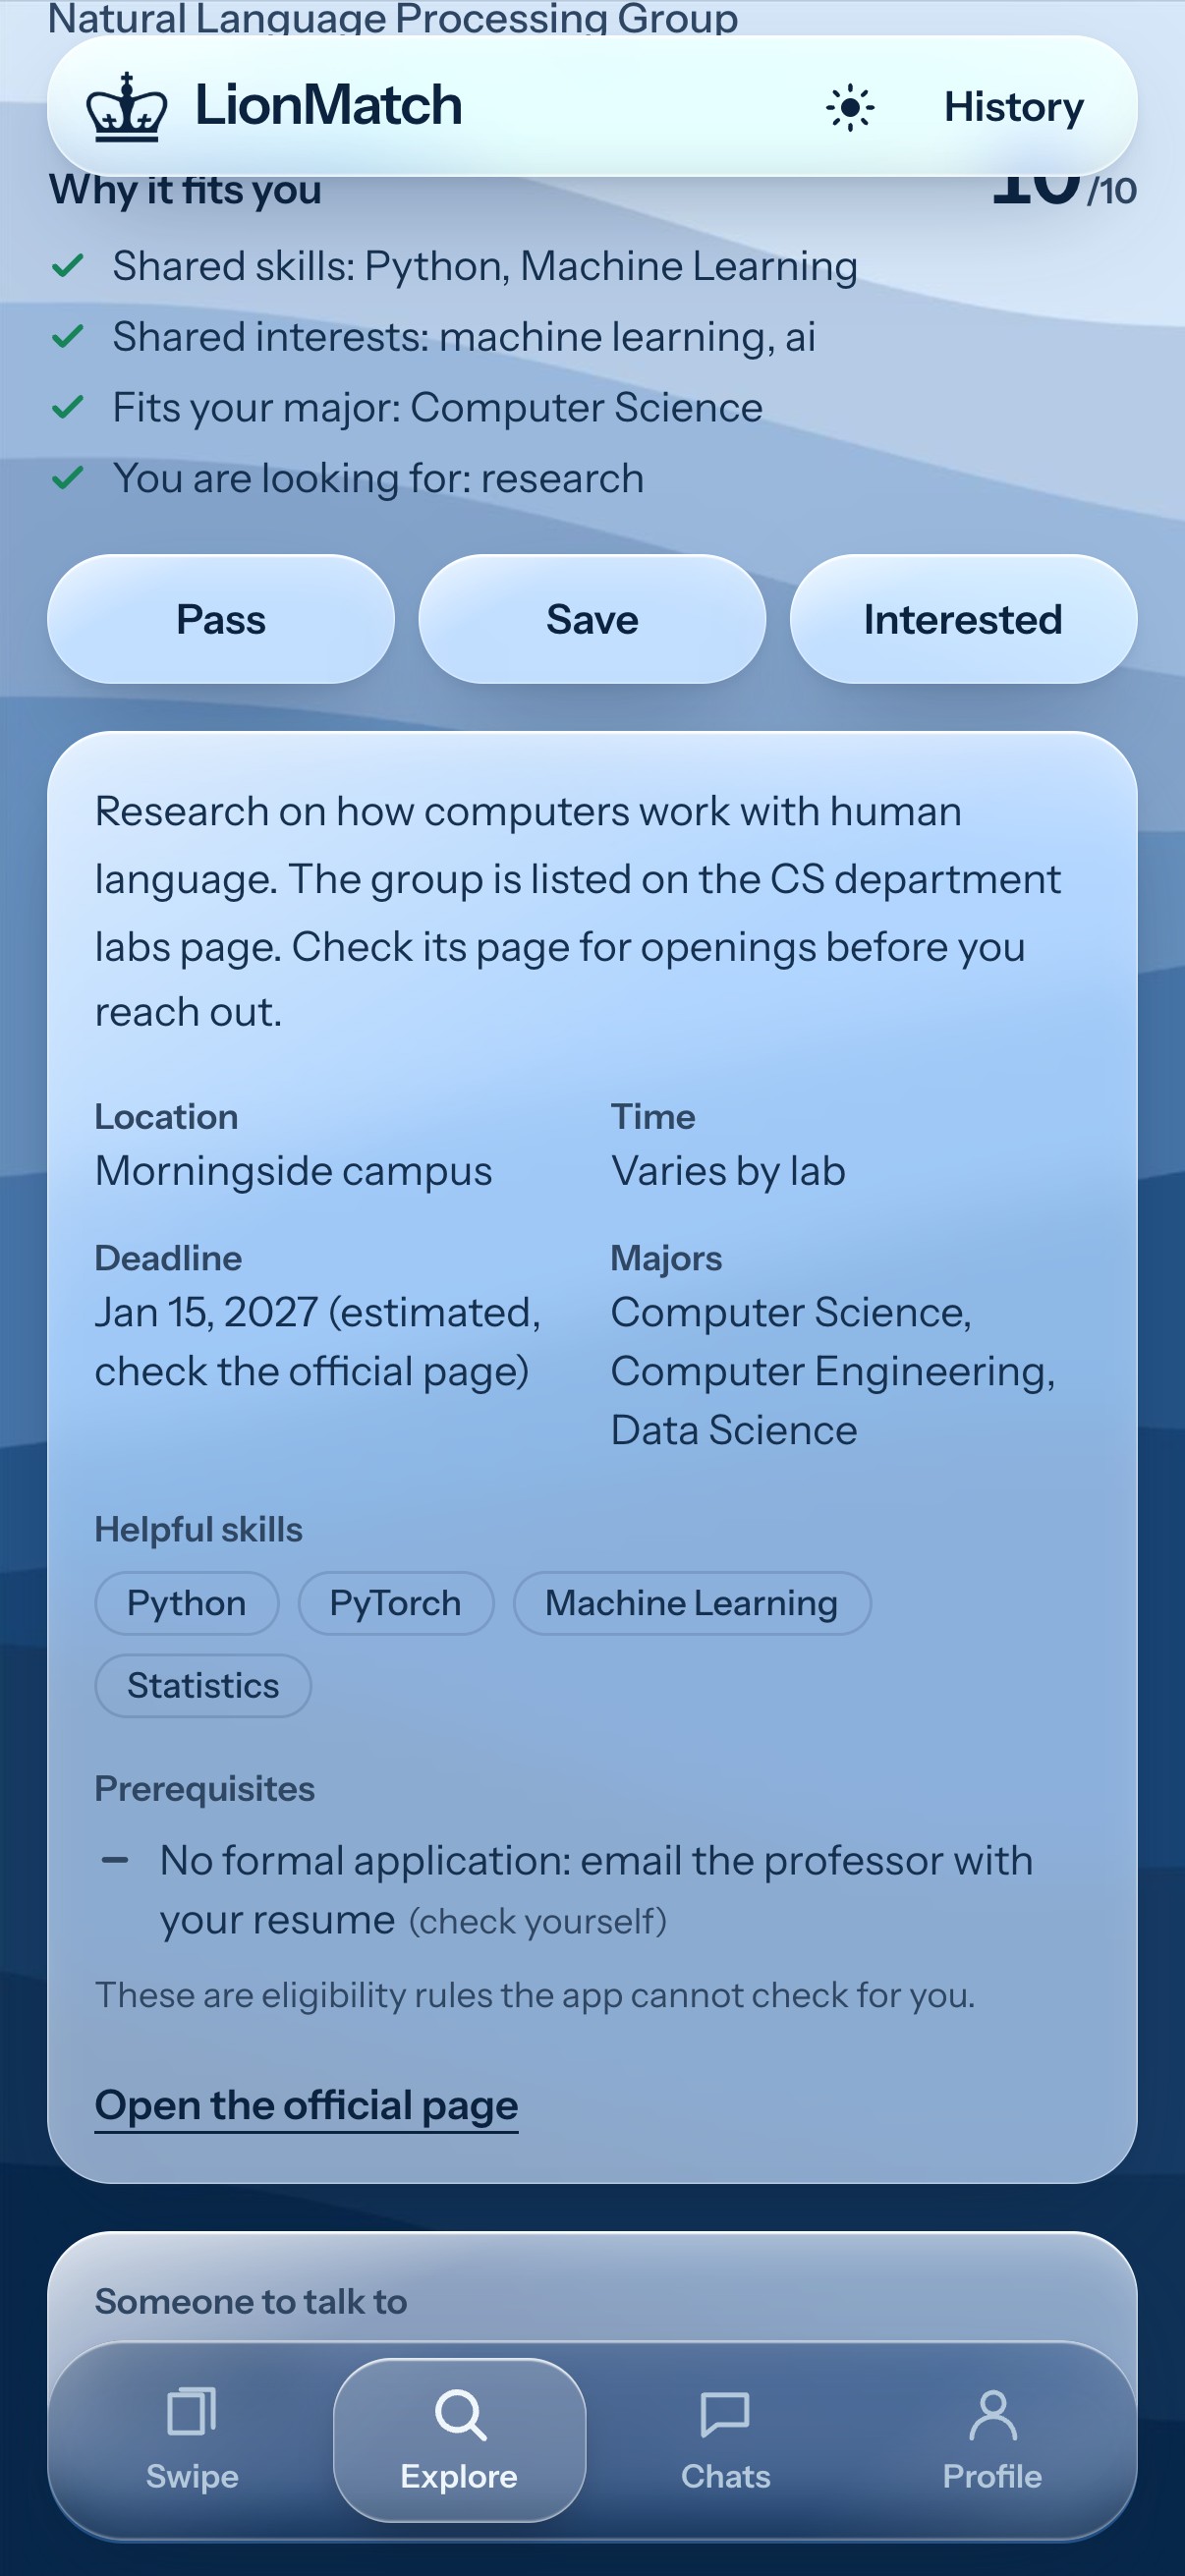 Natural Language Processing Group
LionMatch
History
Why it fits you
10/10
Shared skills: Python, Machine Learning
Shared interests: machine learning, ai
Fits your major: Computer Science
You are looking for: research
Pass
Save
Interested
Research on how computers work with human
language. The group is listed on the CS department
labs page. Check its page for openings before you
reach out.
Location
Morningside campus
Time
Varies by lab
Deadline
Jan 15, 2027 (estimated,
check the official page)
Majors
Computer Science,
Computer Engineering,
Data Science
Helpful skills
Python
PyTorch
Machine Learning
Statistics
Prerequisites
No formal application: email the professor with
your resume (check yourself)
These are eligibility rules the app cannot check for you.
Open the official page
Someone to talk to
Swipe
Explore
Chats
Profile